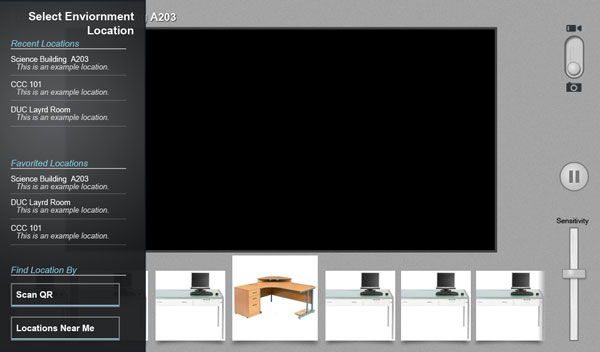 Select Enviornment
Location
A203
Recent Locations
Science Building A203
This is an example location.
CCC 101
This is an example location.
DUC Layrd Room
This is an example location.
Favorited Locations
Science Building A203
This is an example location.
DUC Layrd Room
This is an example location.
CCC 101
This is an example location.
Find Location By
Scan QR
Locations Near Me
Sensitivity